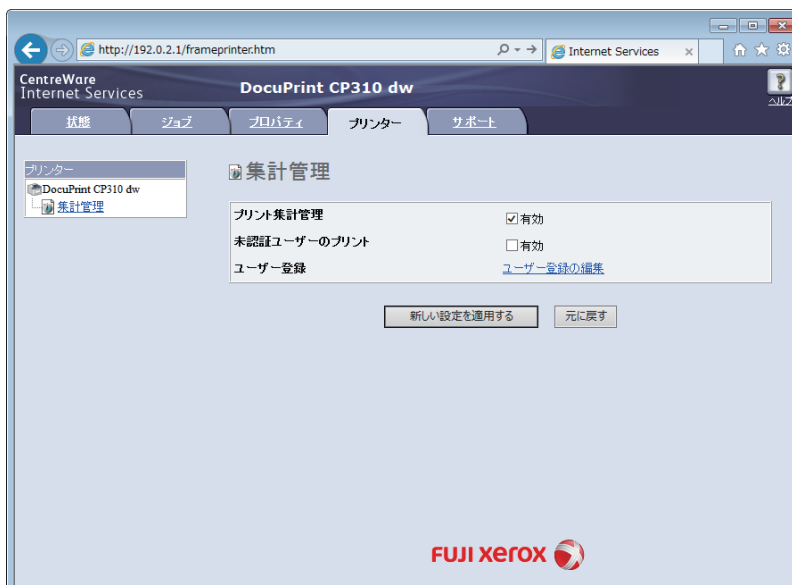 http://192.0.2.1/frameprinter.htm
Internet Services
CentreWare
Internet Services
DocuPrint CP310 dw
ヘルプ
状態
ジョブ
プロパティ
プリンター
サポート
プリンター
DocuPrint CP310 dw
集計管理
集計管理
プリント集計管理
有効
未認証ユーザーのプリント
有効
ユーザー登録
ユーザー登録の編集
新しい設定を適用する
元に戻す
FUJI xerox